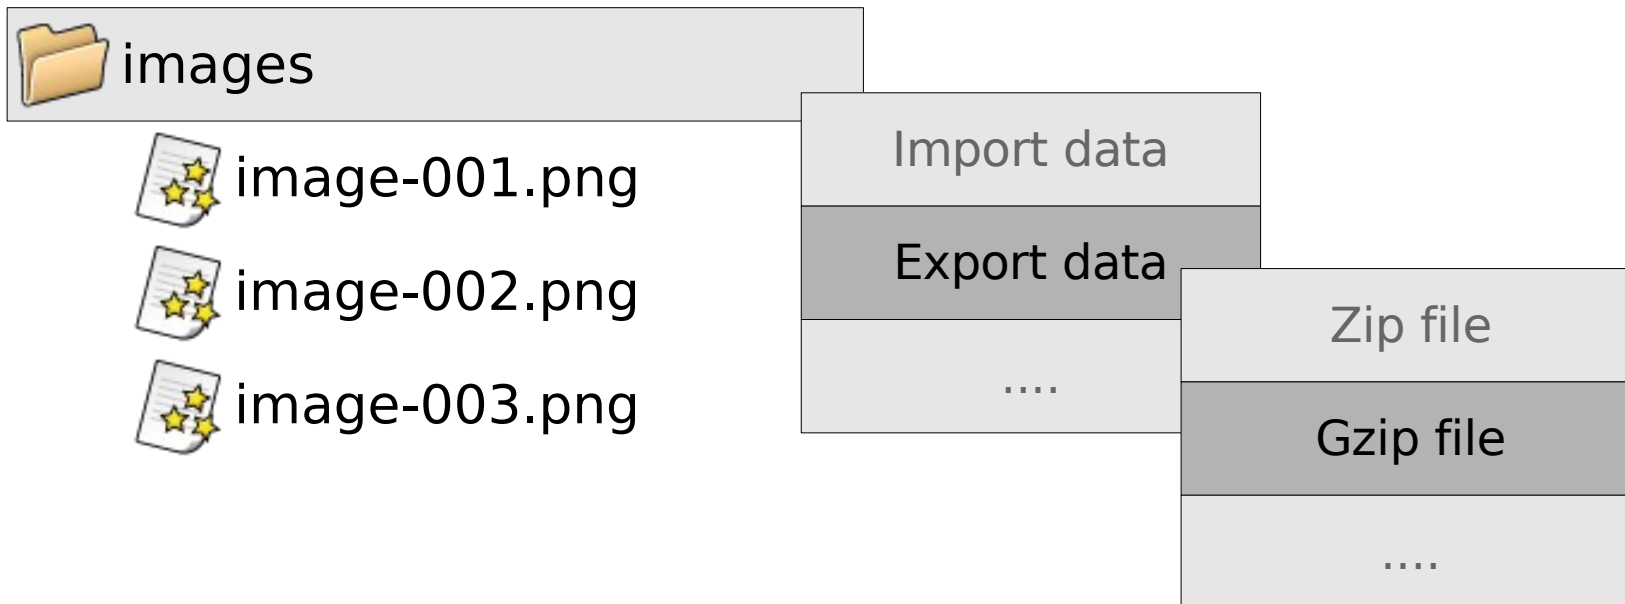 images
image-001.png
image-002.png
image-003.png
Import data
Export data
....
Zip file
Gzip file
....